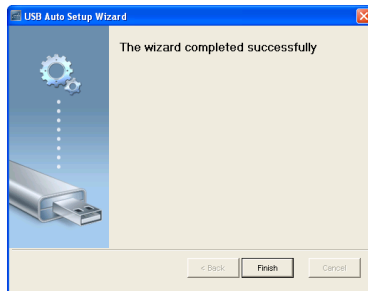 USB Auto Setup Wizard
The wizard completed successfully
< Back Finish Cancel